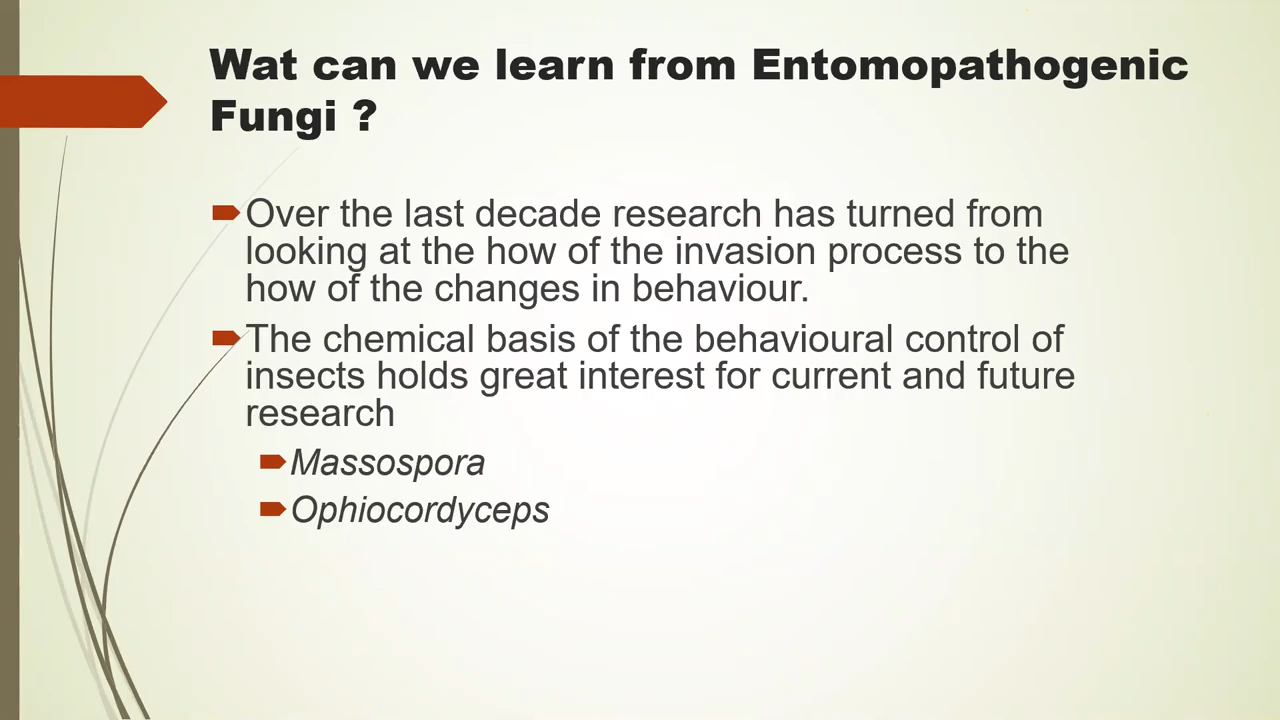 Wat can we learn from Entomopathogenic
Fungi ?
Over the last decade research has turned from
looking at the how of the invasion process to the
how of the changes in behaviour.
The chemical basis of the behavioural control of
insects holds great interest for current and future
research
Massospora
Ophiocordyceps